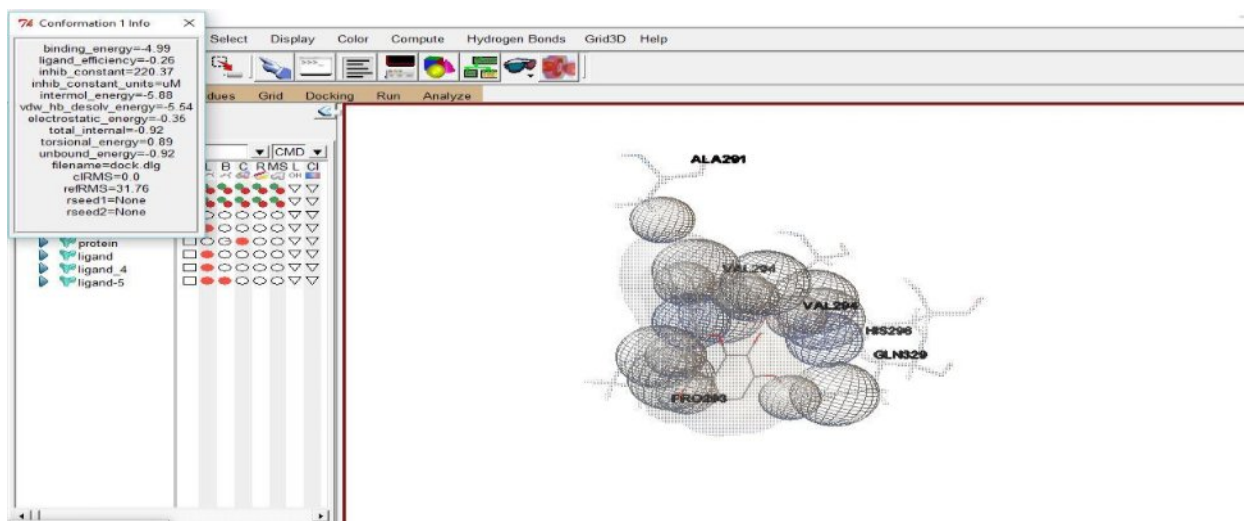 Conformation 1 Info
binding_energy=-4.99
ligand_efficiency=-0.26
inhib_constant=220.37
inhib_constant_units=uM
intermol_energy=-5.88
vdw_hb_desolv_energy=-5.54
electrostatic_energy=-0.35
total_internal=-0.92
torsional_energy=0.89
unbound_energy=-0.92
filename=dock.dlg
clRMS=0.0
refRMS=31.76
rseed1=None
rseed2=None
Select Display Color Compute Hydrogen Bonds Grid3D Help
dues Grid Docking Run Analyze
CMD
L B C R MS L Cl
protein
ligand
ligand_4
ligand-5
ALA291
VAL294
VAL294
HIS296
GLN329
PRO293